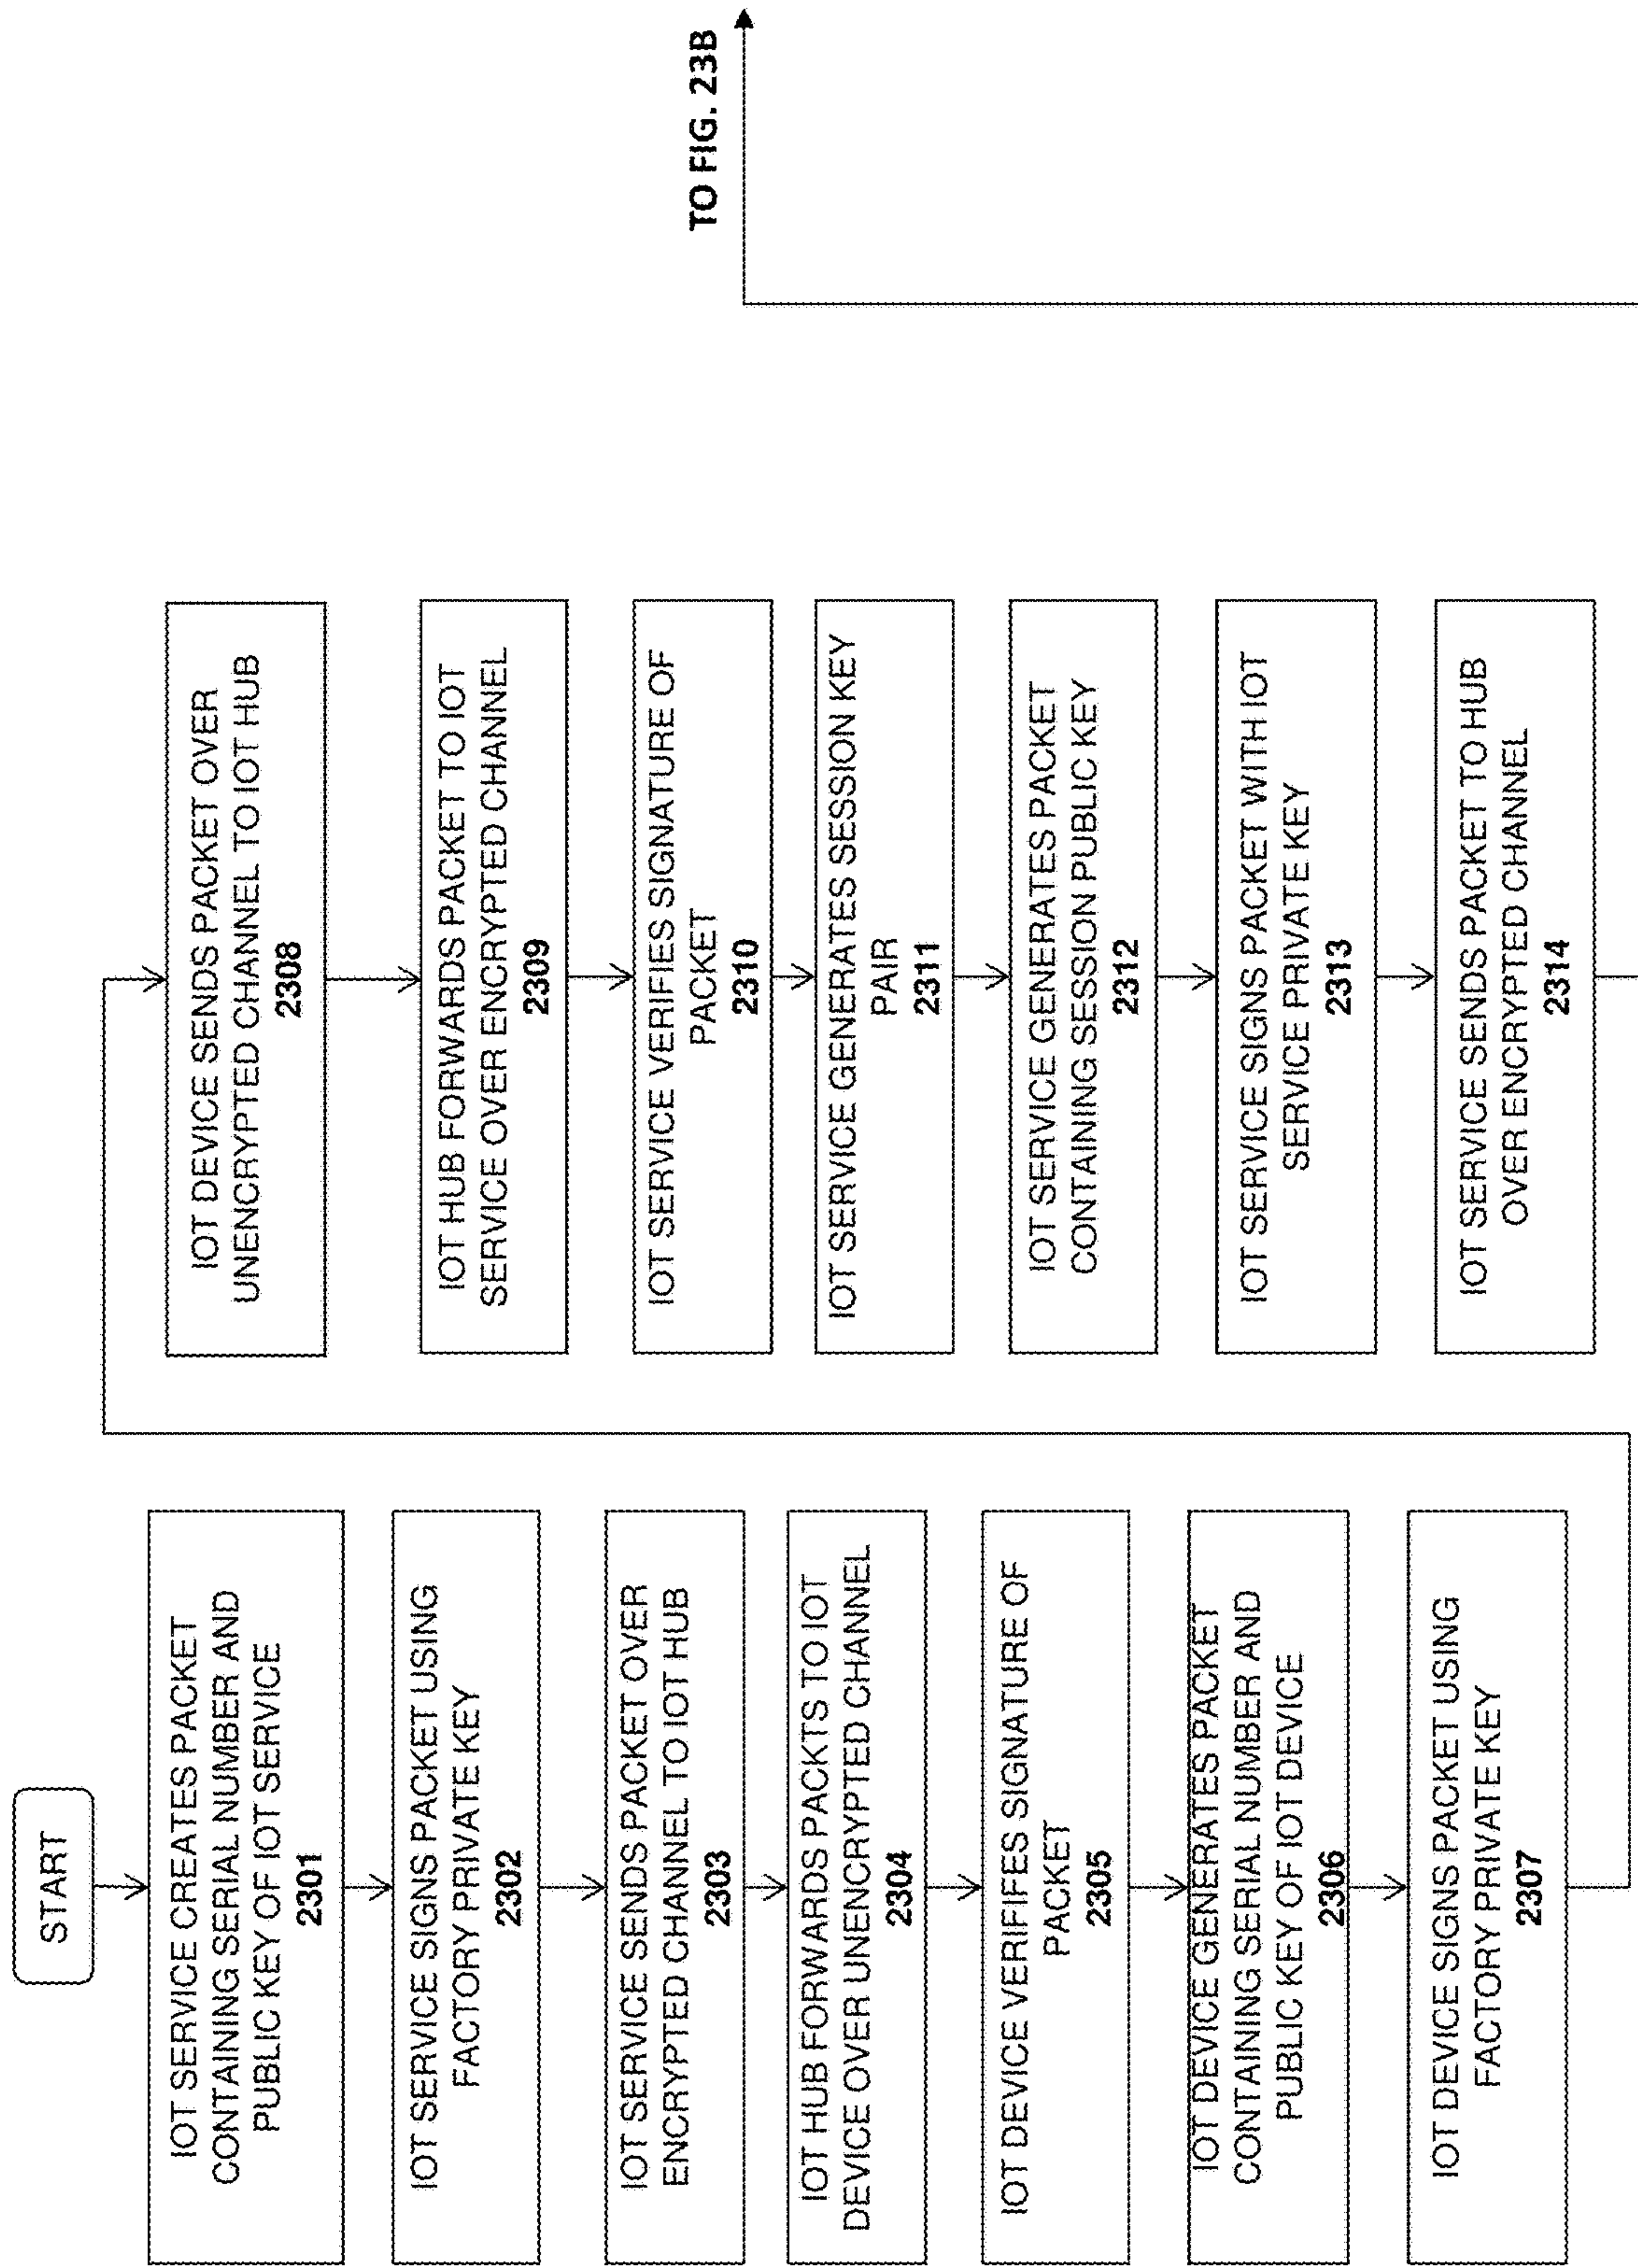 START
IOT SERVICE CREATES PACKET
CONTAINING SERIAL NUMBER AND
PUBLIC KEY OF IOT SERVICE
2301
IOT SERVICE SIGNS PACKET USING
FACTORY PRIVATE KEY
2302
IOT SERVICE SENDS PACKET OVER
ENCRYPTED CHANNEL TO IOT HUB
2303
IOT HUB FORWARDS PACKTS TO IOT
DEVICE OVER UNENCRYPTED CHANNEL
2304
IOT DEVICE VERIFIFES SIGNATURE OF
PACKET
2305
IOT DEVICE GENERATES PACKET
CONTAINING SERIAL NUMBER AND
PUBLIC KEY OF IOT DEVICE
2306
IOT DEVICE SIGNS PACKET USING
FACTORY PRIVATE KEY
2307
IOT DEVICE SENDS PACKET OVER
UNENCRYPTED CHANNEL TO IOT HUB
2308
IOT HUB FORWARDS PACKET TO IOT
SERVICE OVER ENCRYPTED CHANNEL
2309
IOT SERVICE VERIFIES SIGNATURE OF
PACKET
2310
IOT SERVICE GENERATES SESSION KEY
PAIR
2311
IOT SERVICE GENERATES PACKET
CONTAINING SESSION PUBLIC KEY
2312
IOT SERVICE SIGNS PACKET WITH IOT
SERVICE PRIVATE KEY
2313
IOT SERVICE SENDS PACKET TO HUB
OVER ENCRYPTED CHANNEL
2314
TO FIG. 23B